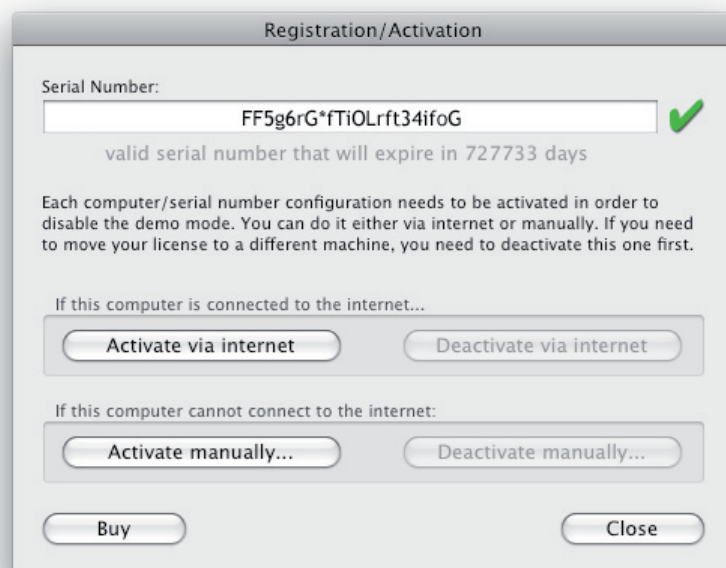 Registration/Activation
Serial Number:
FF5g6rG*fTiOLrft34ifoG
valid serial number that will expire in 727733 days
Each computer/serial number configuration needs to be activated in order to
disable the demo mode. You can do it either via internet or manually. If you need
to move your license to a different machine, you need to deactivate this one first.
If this computer is connected to the internet...
Activate via internet
Deactivate via internet
If this computer cannot connect to the internet:
Activate manually...
Deactivate manually...
Buy
Close